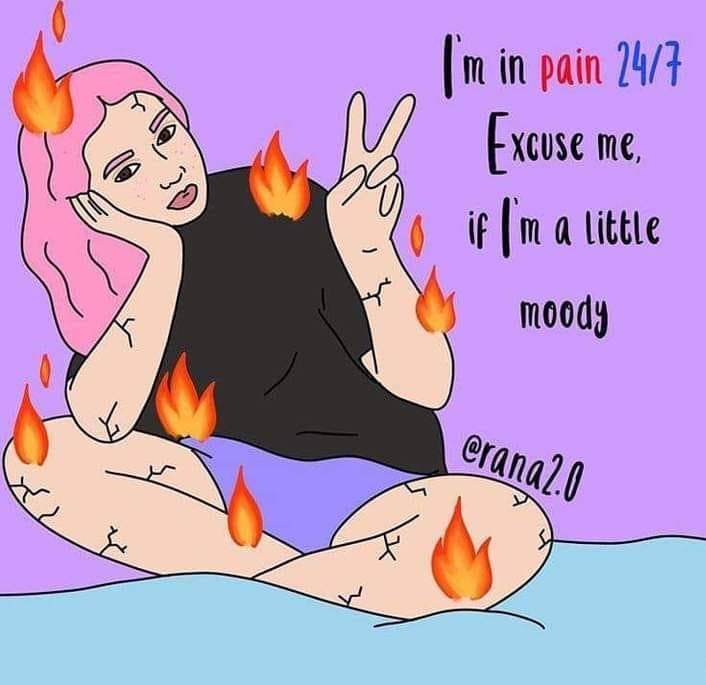 I'm in pain 24/7
Excuse me,
if I'm a little
moody
@rana2.0